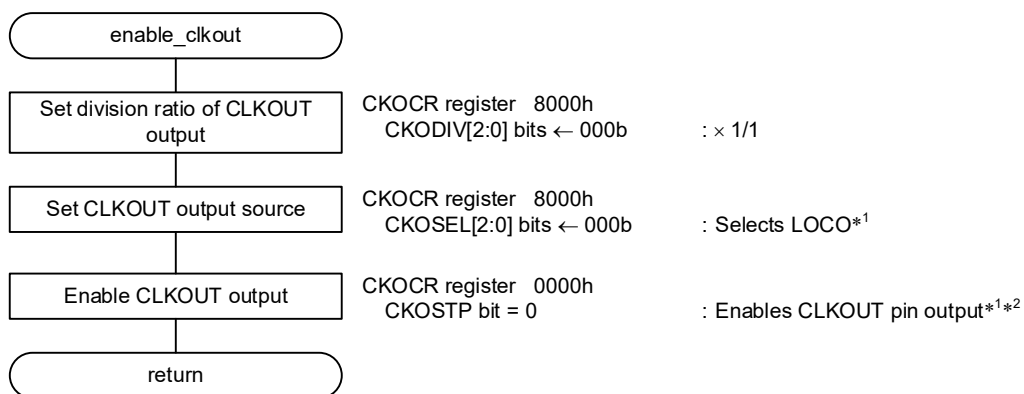 enable_clkout
Set division ratio of CLKOUT
output
CKOCR register 8000h
CKODIV[2:0] bits ← 000b : × 1/1
Set CLKOUT output source
CKOCR register 8000h
CKOSEL[2:0] bits ← 000b : Selects LOCO*1
Enable CLKOUT output
CKOCR register 0000h
CKOSTP bit = 0 : Enables CLKOUT pin output*1*2
return